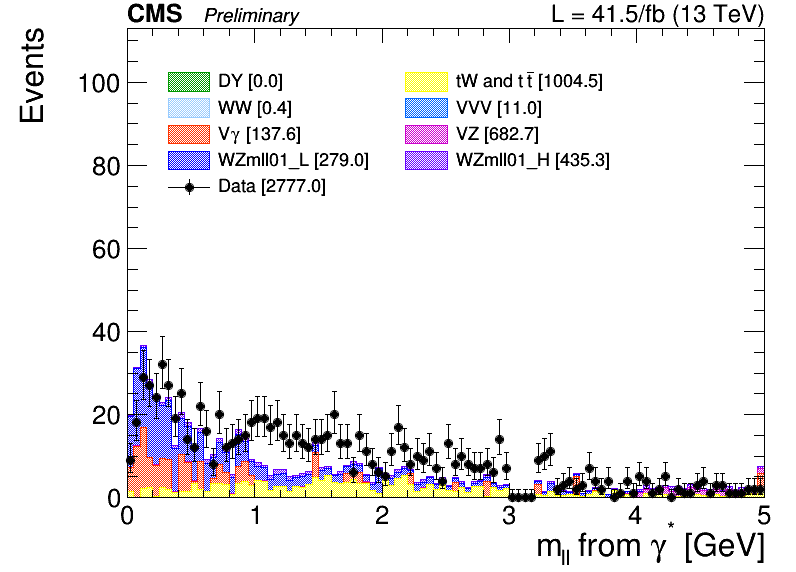 CMS Preliminary L = 41.5/fb (13 TeV)
Events
100
80
60
40
20
0
DY [0.0]
WW [0.4]
Vγ [137.6]
WZmll01_L [279.0]
Data [2777.0]
tW and tt̅ [1004.5]
VVV [11.0]
VZ [682.7]
WZmll01_H [435.3]
0 1 2 3 4 5
m_ll from γ* [GeV]